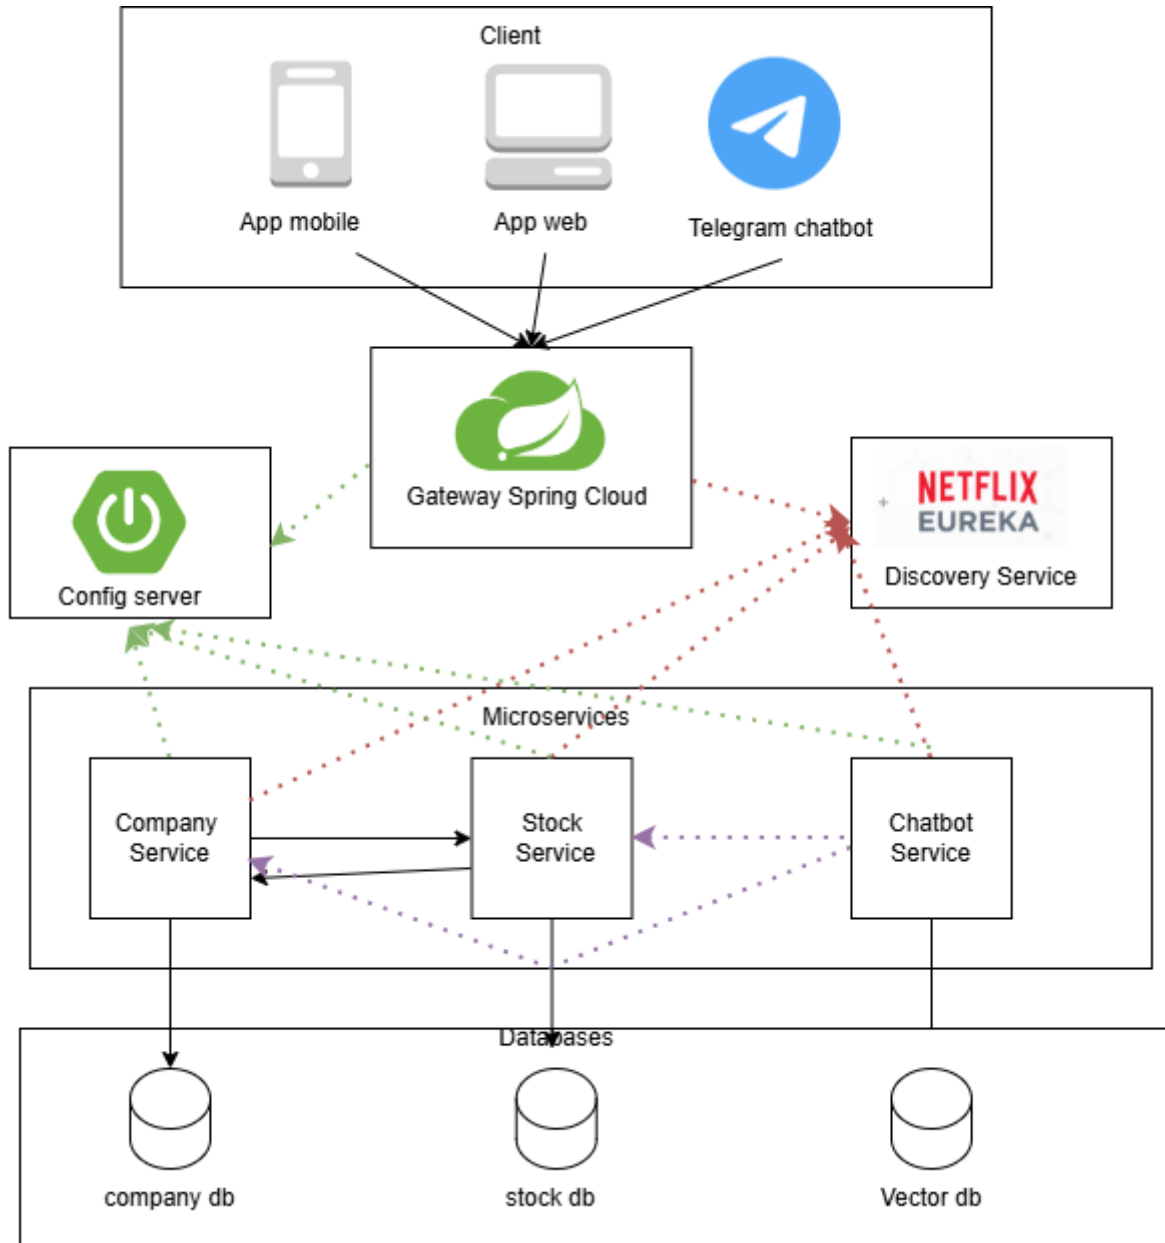 Client
App mobile
App web
Telegram chatbot
Gateway Spring Cloud
Config server
NETFLIX
EUREKA
Discovery Service
Microservices
Company
Service
Stock
Service
Chatbot
Service
Databases
company db
stock db
Vector db